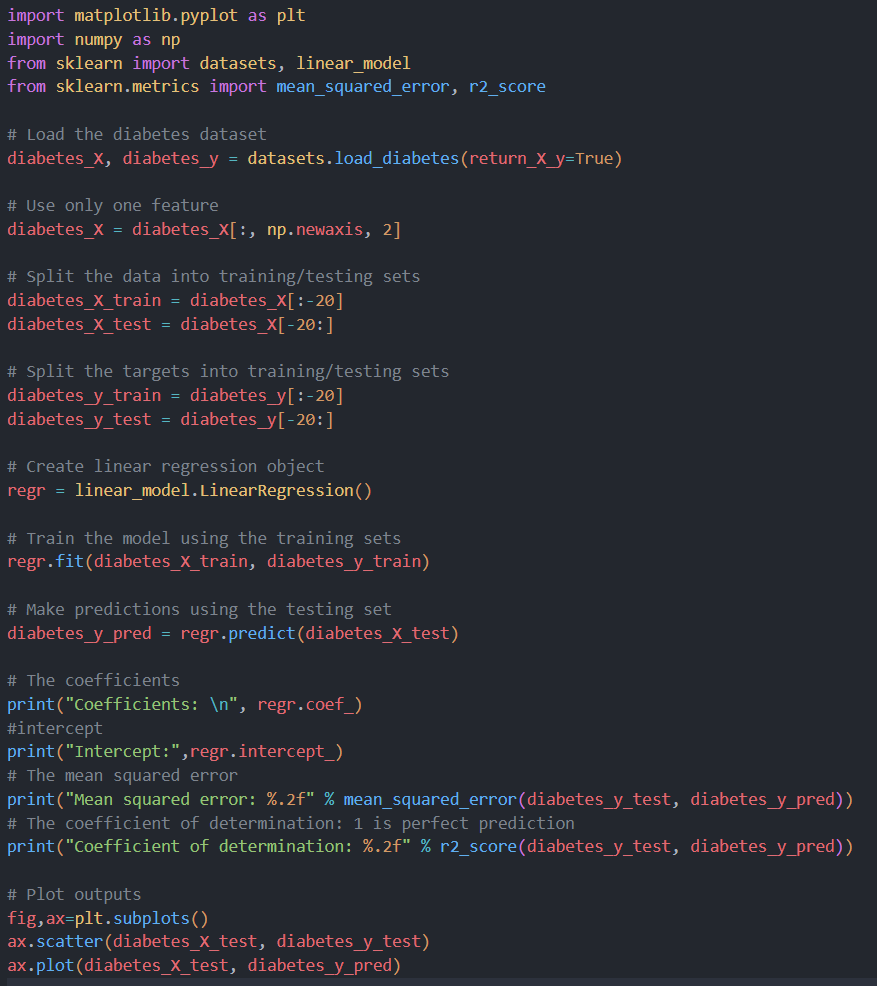 import matplotlib.pyplot as plt
import numpy as np
from sklearn import datasets, linear_model
from sklearn.metrics import mean_squared_error, r2_score

# Load the diabetes dataset
diabetes_X, diabetes_y = datasets.load_diabetes(return_X_y=True)

# Use only one feature
diabetes_X = diabetes_X[:, np.newaxis, 2]

# Split the data into training/testing sets
diabetes_X_train = diabetes_X[:-20]
diabetes_X_test = diabetes_X[-20:]

# Split the targets into training/testing sets
diabetes_y_train = diabetes_y[:-20]
diabetes_y_test = diabetes_y[-20:]

# Create linear regression object
regr = linear_model.LinearRegression()

# Train the model using the training sets
regr.fit(diabetes_X_train, diabetes_y_train)

# Make predictions using the testing set
diabetes_y_pred = regr.predict(diabetes_X_test)

# The coefficients
print("Coefficients: \n", regr.coef_)
#intercept
print("Intercept:",regr.intercept_)
# The mean squared error
print("Mean squared error: %.2f" % mean_squared_error(diabetes_y_test, diabetes_y_pred))
# The coefficient of determination: 1 is perfect prediction
print("Coefficient of determination: %.2f" % r2_score(diabetes_y_test, diabetes_y_pred))

# Plot outputs
fig,ax=plt.subplots()
ax.scatter(diabetes_X_test, diabetes_y_test)
ax.plot(diabetes_X_test, diabetes_y_pred)